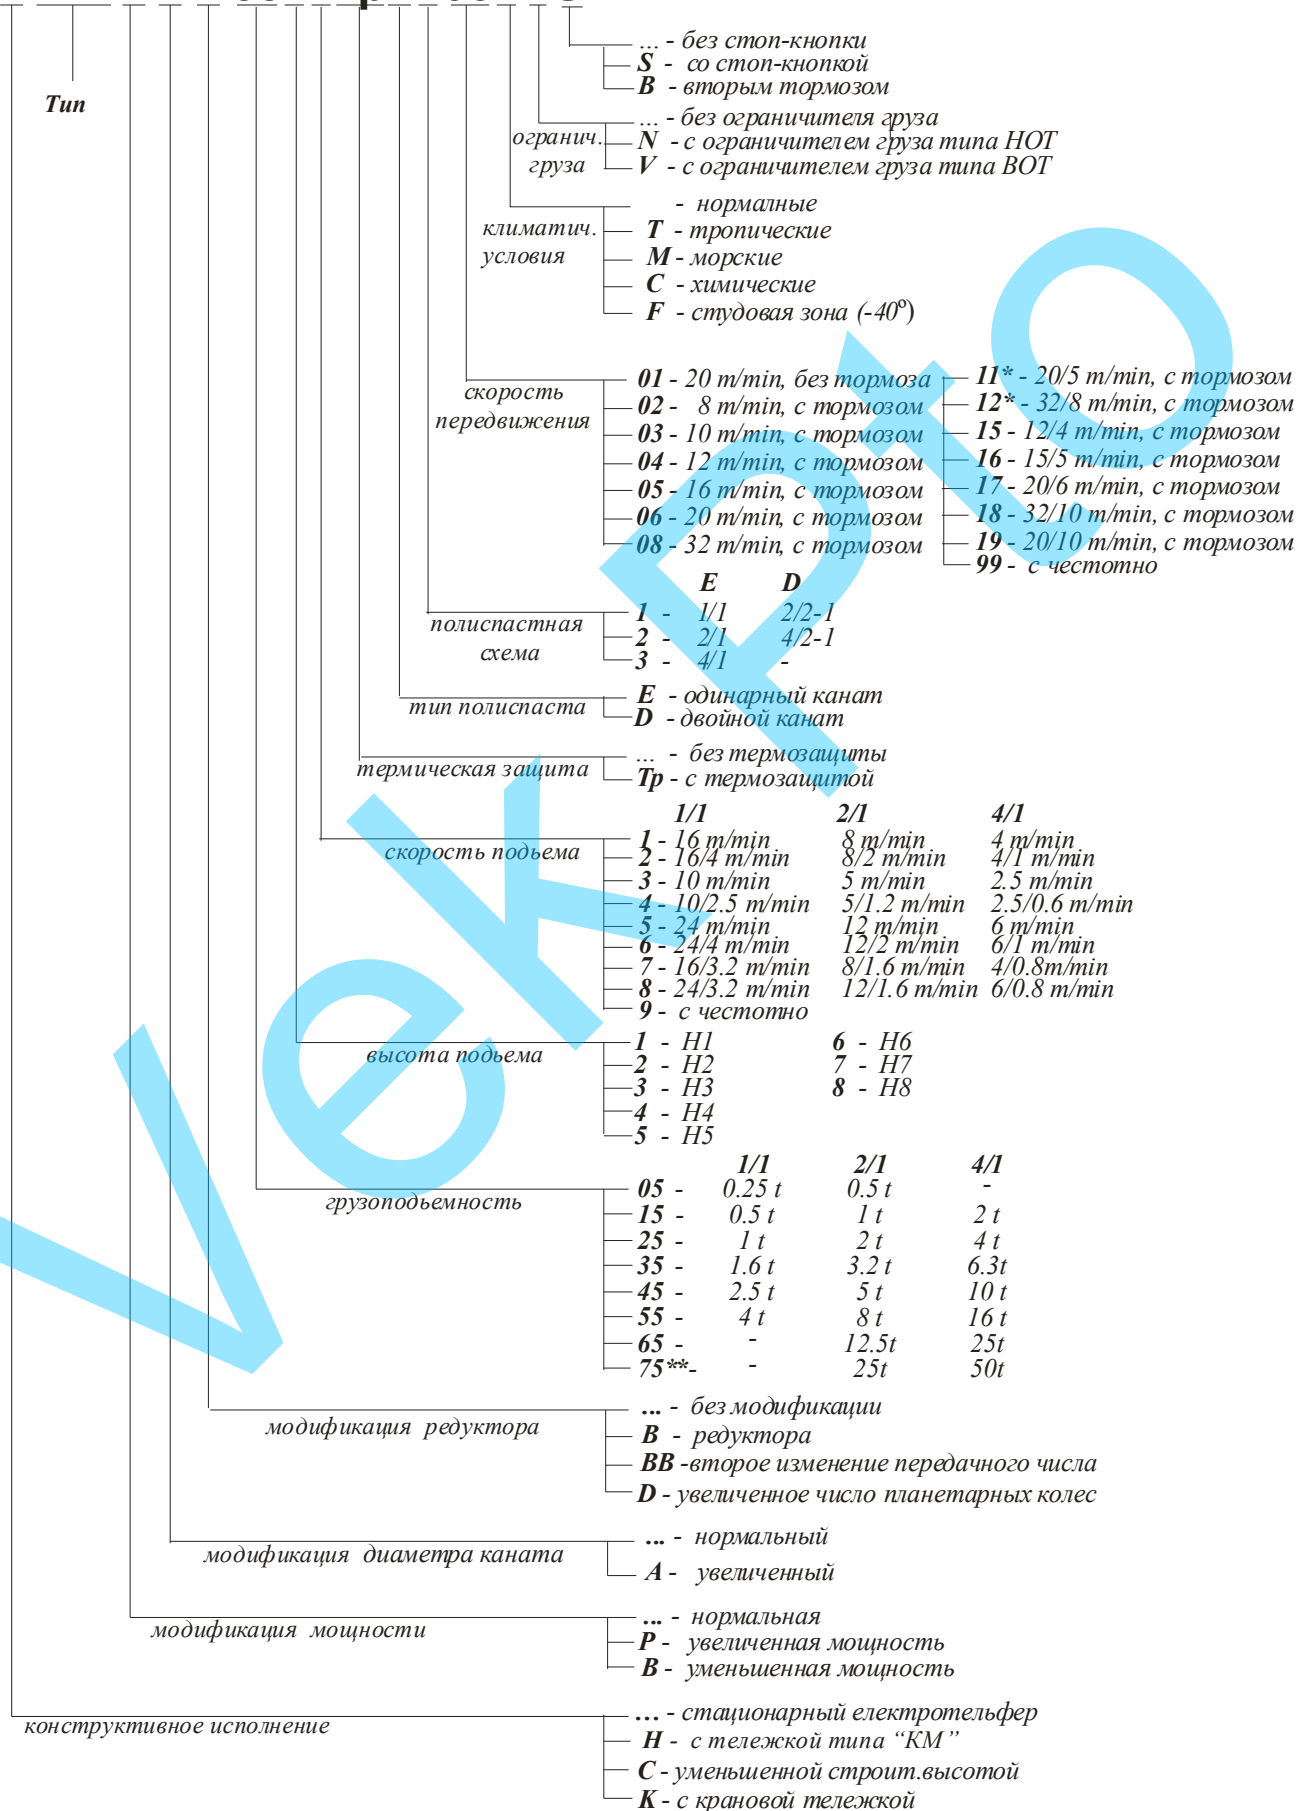 ... - без стоп-кнопки
S - со стоп-кнопкой
B - вторым тормозом
Тип
... - без ограничителя груза
огранич. груза
N - с ограничителем груза типа НОТ
V - с ограничителем груза типа ВОТ
- нормалные
климатич. условия
T - тропические
M - морские
C - химические
F - студовая зона (-40º)
скорость передвижения
01 - 20 m/min, без тормоза 11* - 20/5 m/min, с тормозом
02 - 8 m/min, с тормозом 12* - 32/8 m/min, с тормозом
03 - 10 m/min, с тормозом 15 - 12/4 m/min, с тормозом
04 - 12 m/min, с тормозом 16 - 15/5 m/min, с тормозом
05 - 16 m/min, с тормозом 17 - 20/6 m/min, с тормозом
06 - 20 m/min, с тормозом 18 - 32/10 m/min, с тормозом
08 - 32 m/min, с тормозом 19 - 20/10 m/min, с тормозом
99 - с честотно
E D
полиспастная схема
1 - 1/1 2/2-1
2 - 2/1 4/2-1
3 - 4/1 -
тип полиспаста
E - одинарный канат
D - двойной канат
термическая защита
... - без термозащиты
Тр - с термозащитой
1/1 2/1 4/1
скорость подьема
1 - 16 m/min 8 m/min 4 m/min
2 - 16/4 m/min 8/2 m/min 4/1 m/min
3 - 10 m/min 5 m/min 2.5 m/min
4 - 10/2.5 m/min 5/1.2 m/min 2.5/0.6 m/min
5 - 24 m/min 12 m/min 6 m/min
6 - 24/4 m/min 12/2 m/min 6/1 m/min
7 - 16/3.2 m/min 8/1.6 m/min 4/0.8m/min
8 - 24/3.2 m/min 12/1.6 m/min 6/0.8 m/min
9 - с честотно
высота подьема
1 - H1 6 - H6
2 - H2 7 - H7
3 - H3 8 - H8
4 - H4
5 - H5
1/1 2/1 4/1
грузоподьемность
05 - 0.25 t 0.5 t -
15 - 0.5 t 1 t 2 t
25 - 1 t 2 t 4 t
35 - 1.6 t 3.2 t 6.3t
45 - 2.5 t 5 t 10 t
55 - 4 t 8 t 16 t
65 - - 12.5t 25t
75**- - 25t 50t
модификация редуктора
... - без модификации
B - редуктора
BB -второе изменение передачного числа
D - увеличенное число планетарных колес
модификация диаметра каната
... - нормальный
A - увеличенный
модификация мощности
... - нормальная
P - увеличенная мощность
B - уменьшенная мощность
конструктивное исполнение
... - стационарный електротельфер
H - с тележкой типа “КМ”
C - уменьшенной строит.высотой
K - с крановой тележкой
Vek Pto